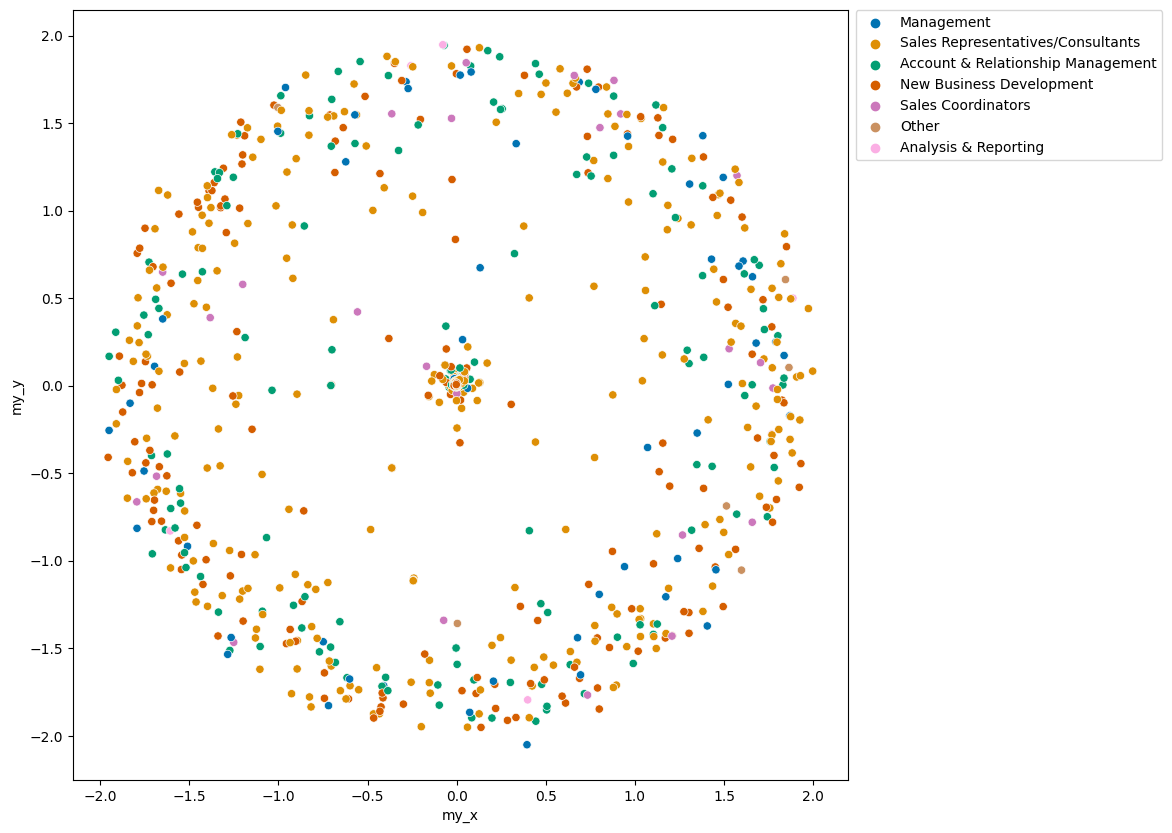 Management
Sales Representatives/Consultants
Account & Relationship Management
New Business Development
Sales Coordinators
Other
Analysis & Reporting
2.0
1.5
1.0
0.5
0.0
−0.5
−1.0
−1.5
−2.0
my_y
−2.0 −1.5 −1.0 −0.5 0.0 0.5 1.0 1.5 2.0
my_x